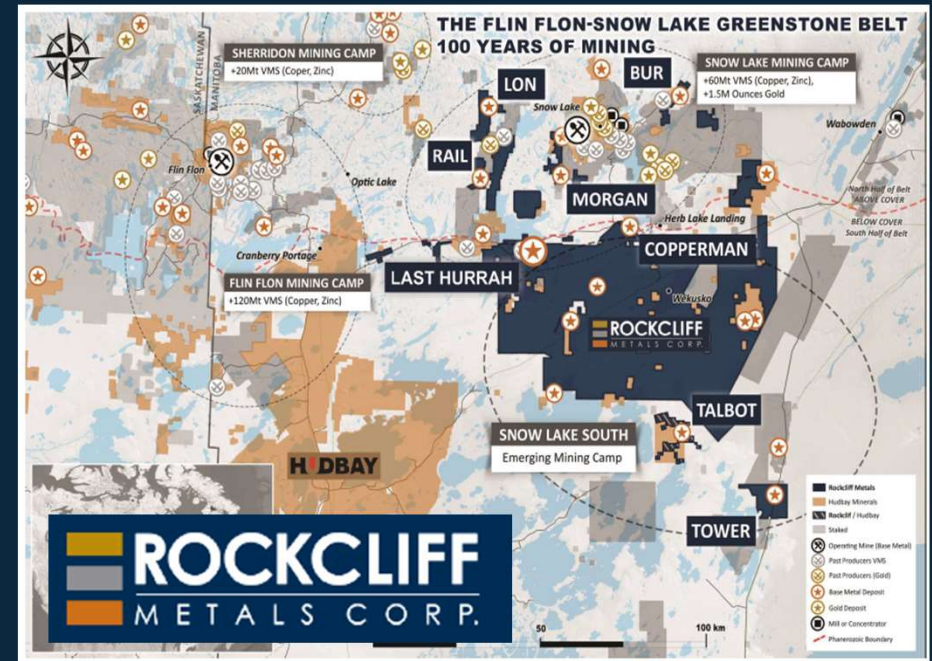 THE FLIN FLON-SNOW LAKE GREENSTONE BELT
100 YEARS OF MINING
SASKATCHEWAN
MANITOBA
SHERRIDON MINING CAMP
+20Mt VMS (Coper, Zinc)
SNOW LAKE MINING CAMP
+60Mt VMS (Copper, Zinc),
+1.5M Ounces Gold
LON
BUR
Snow Lake
Wabowden
RAIL
Flin Flon
Optic Lake
MORGAN
North Half of Belt
ABOVE COVER
BELOW COVER
South Half of Belt
Herb Lake Landing
COPPERMAN
Cranberry Portage
LAST HURRAH
FLIN FLON MINING CAMP
+120Mt VMS (Copper, Zinc)
Wekusko
ROCKCLIFF
METALS CORP.
TALBOT
SNOW LAKE SOUTH
Emerging Mining Camp
HUDBAY
TOWER
Rockcliff Metals
Hudbay Minerals
Rockclif / Hudbay
Staked
Operating Mine (Base Metal)
Past Producers VMS
Past Producers (Gold)
Base Metal Deposit
Gold Deposit
Mill or Concentrator
Pharerozoic Boundary
ROCKCLIFF
METALS CORP.
50
100 km